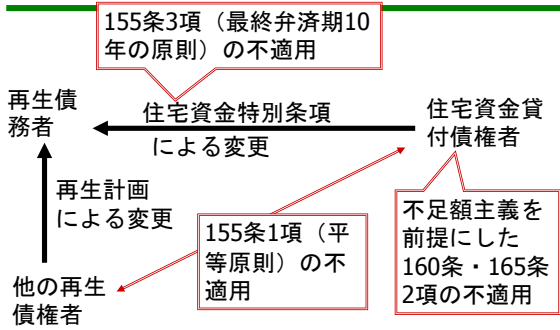 155条3項（最終弁済期10
年の原則）の不適用
再生債
務者
住宅資金特別条項
による変更
住宅資金貸
付債権者
再生計画
による変更
155条1項（平
等原則）の不
適用
不足額主義を
前提にした
160条・165条
2項の不適用
他の再生
債権者